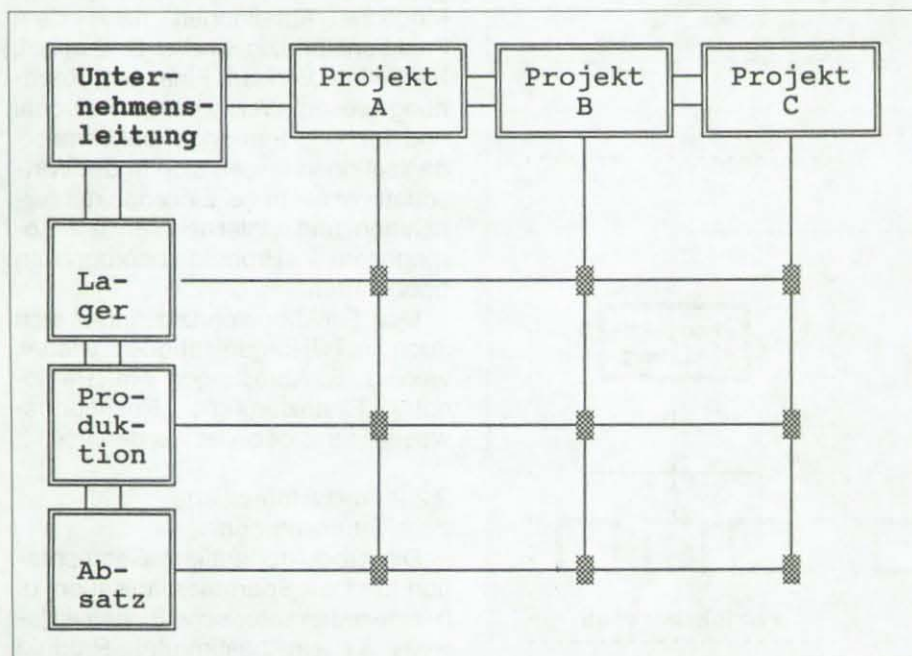 Unter-
nehmens-
leitung
Projekt
A
Projekt
B
Projekt
C
La-
ger
Pro-
duk-
tion
Ab-
satz